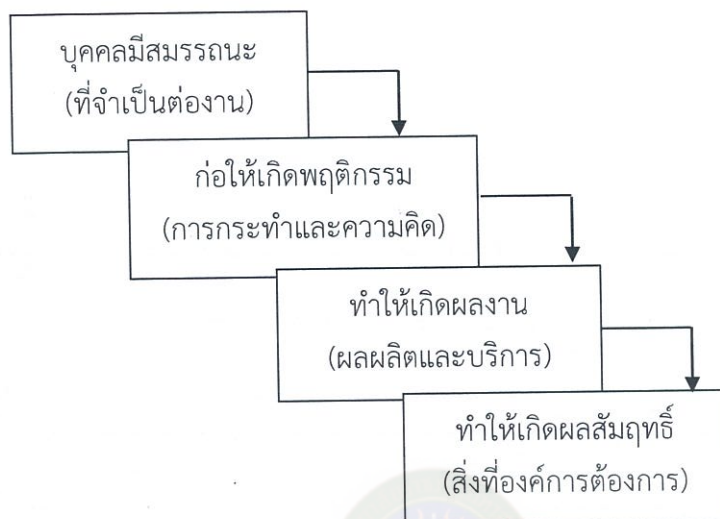 บุคคลมีสมรรถนะ
(ที่จำเป็นต่องาน)
ก่อให้เกิดพฤติกรรม
(การกระทำและความคิด)
ทำให้เกิดผลงาน
(ผลผลิตและบริการ)
ทำให้เกิดผลสัมฤทธิ์
(สิ่งที่องค์การต้องการ)